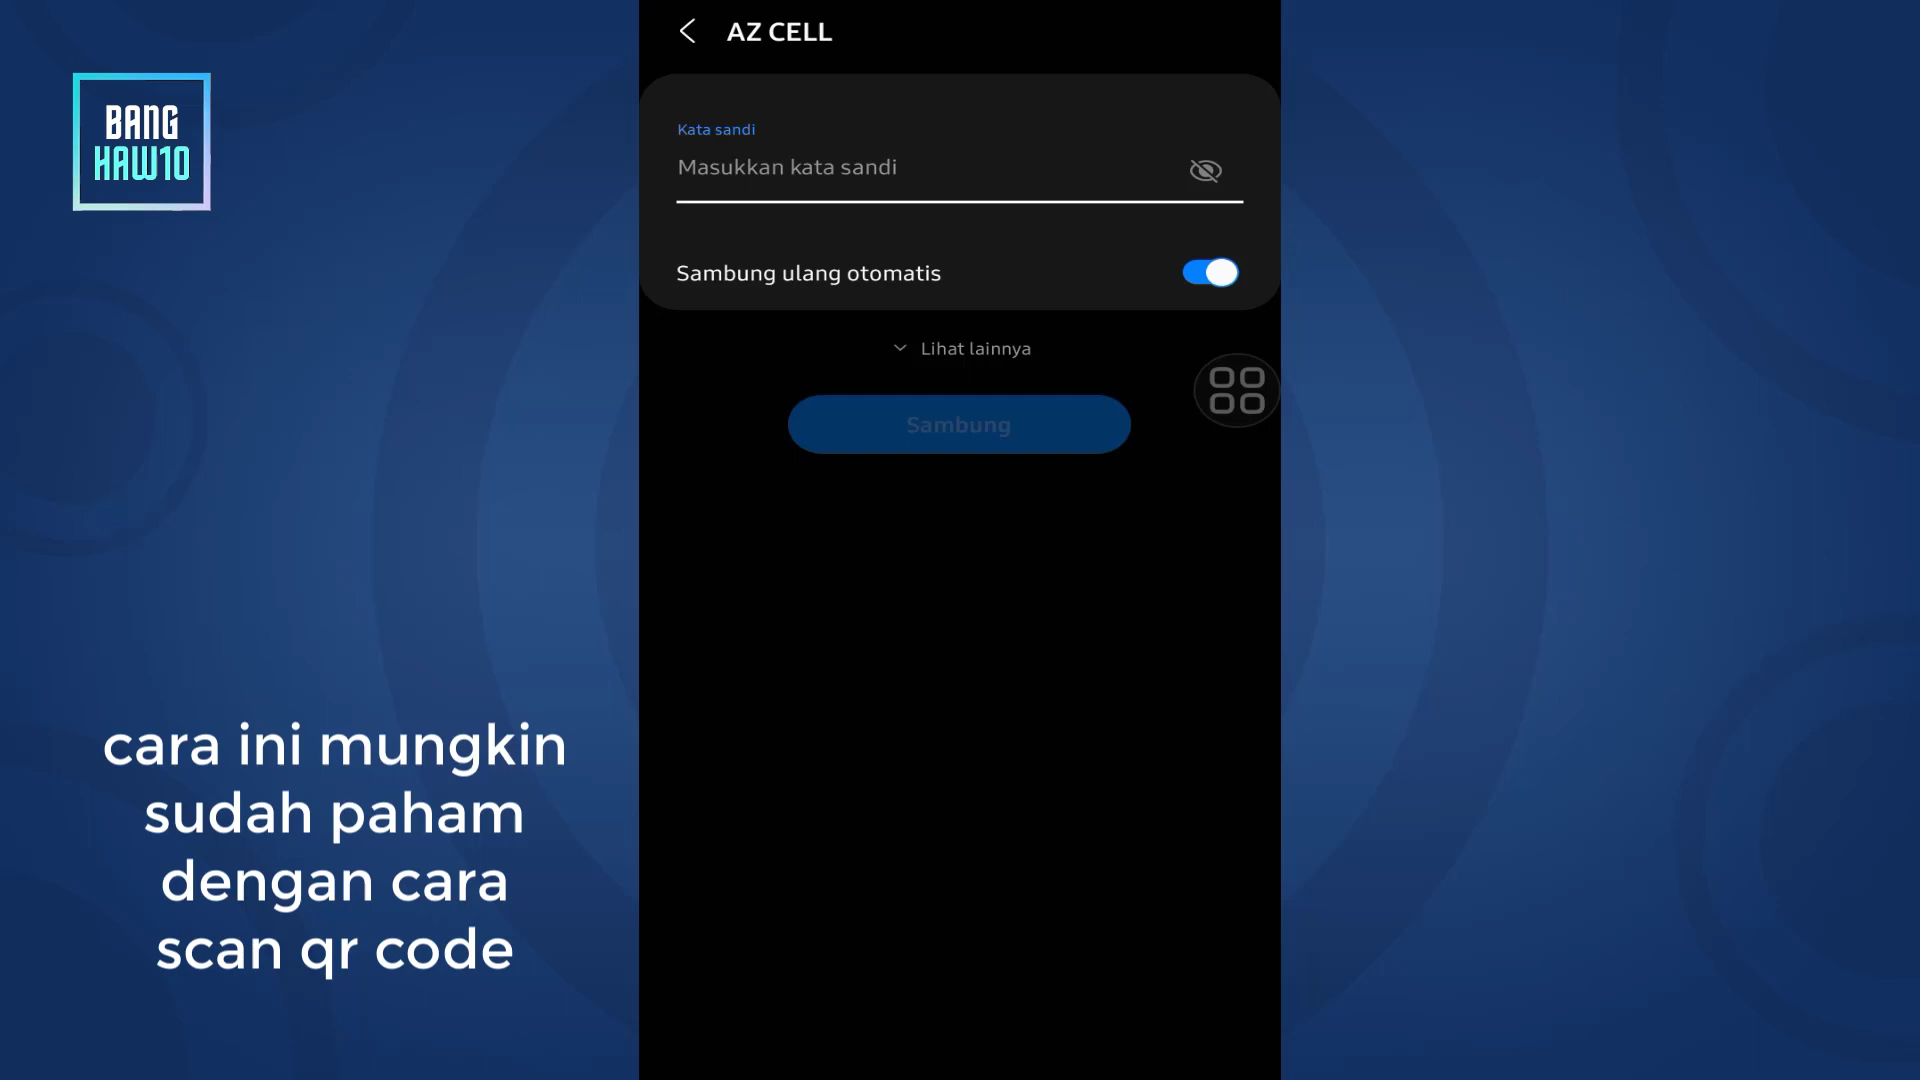 BANG
HAW10
AZ CELL
Kata sandi
Masukkan kata sandi
Sambung ulang otomatis
Lihat lainnya
Sambung
cara ini mungkin
sudah paham
dengan cara
scan qr code